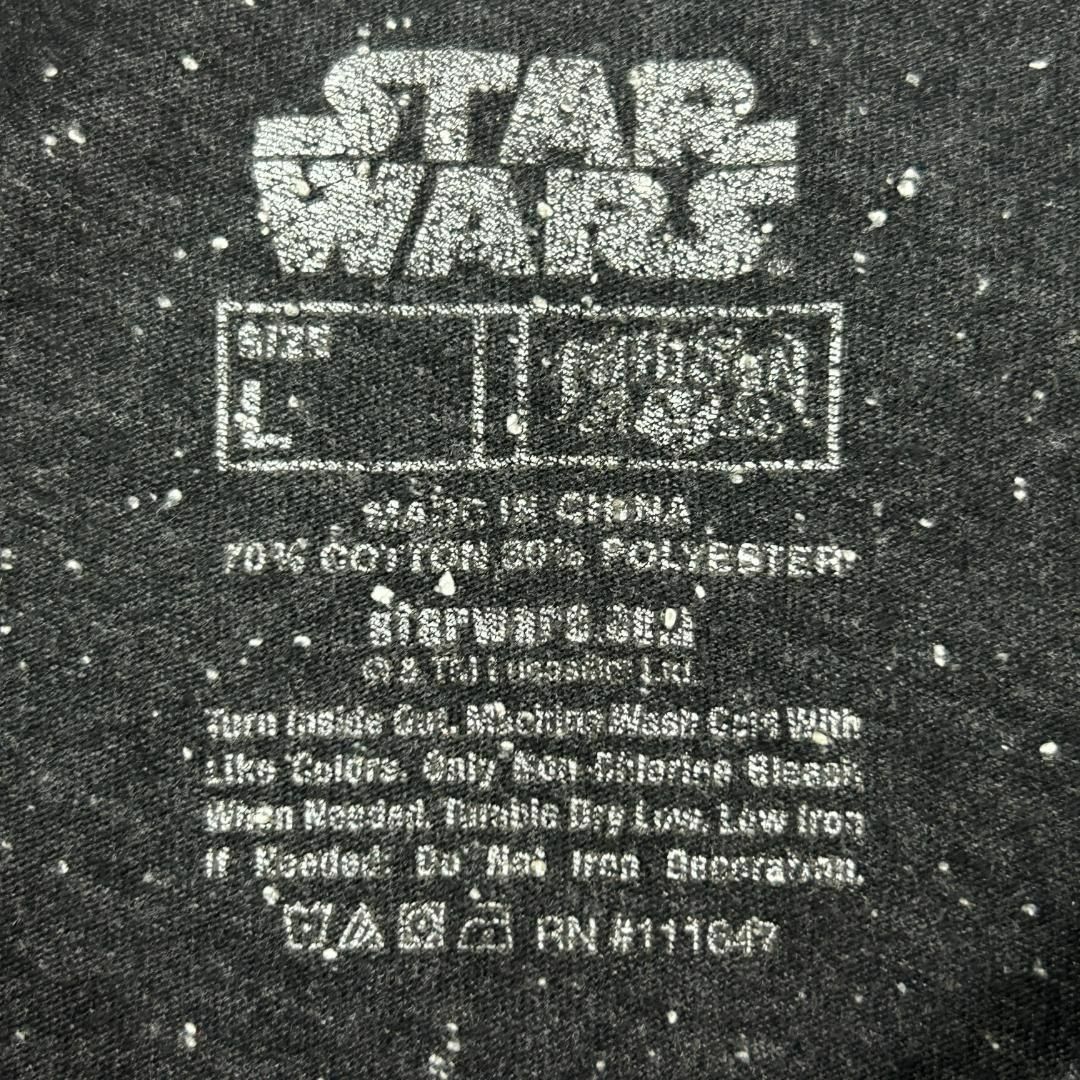 STAR
WARS
SIZE
L
MADE IN CHINA
70% COTTON 30% POLYESTER
starwars.com
© & TM Lucasfilm Ltd
Turn Inside Out. Machine Wash Cold With
Like Colors. Only Non-Chlorine Bleach
When Needed. Tumble Dry Low. Low Iron
If Needed. Do Not Iron Decoration.
RN #111647